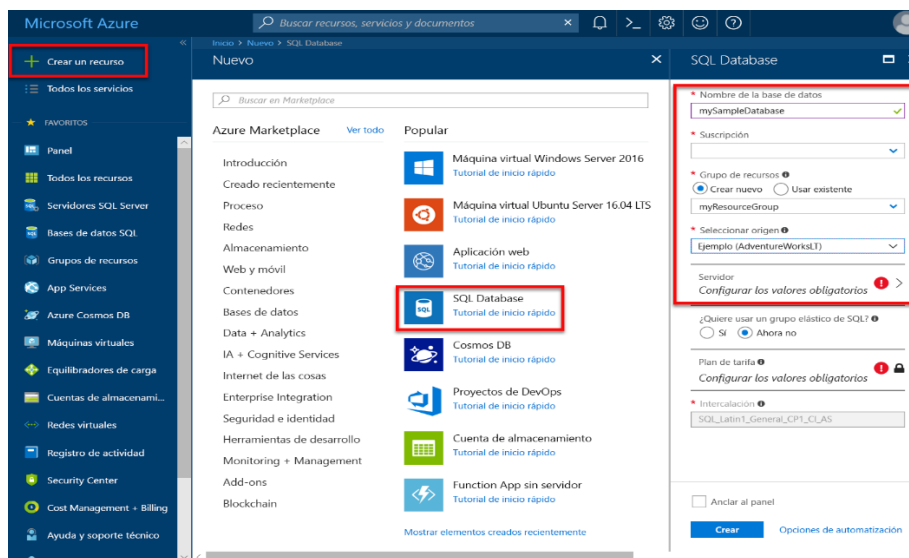 Microsoft Azure
Buscar recursos, servicios y documentos
Crear un recurso
Todos los servicios
FAVORITOS
Panel
Todos los recursos
Servidores SQL Server
Bases de datos SQL
Grupos de recursos
App Services
Azure Cosmos DB
Máquinas virtuales
Equilibradores de carga
Cuentas de almacenami...
Redes virtuales
Registro de actividad
Security Center
Cost Management + Billing
Ayuda y soporte técnico
Inicio > Nuevo > SQL Database
Nuevo
Buscar en Marketplace
Azure Marketplace
Ver todo
Introducción
Creado recientemente
Proceso
Redes
Almacenamiento
Web y móvil
Contenedores
Bases de datos
Data + Analytics
IA + Cognitive Services
Internet de las cosas
Enterprise Integration
Seguridad e identidad
Herramientas de desarrollo
Monitoring + Management
Add-ons
Blockchain
Popular
Máquina virtual Windows Server 2016
Tutorial de inicio rápido
Máquina virtual Ubuntu Server 16.04 LTS
Tutorial de inicio rápido
Aplicación web
Tutorial de inicio rápido
SQL
SQL Database
Tutorial de inicio rápido
Cosmos DB
Tutorial de inicio rápido
Proyectos de DevOps
Tutorial de inicio rápido
Cuenta de almacenamiento
Tutorial de inicio rápido
Function App sin servidor
Tutorial de inicio rápido
Mostrar elementos creados recientemente
SQL Database
* Nombre de la base de datos
mySampleDatabase
* Suscripción
* Grupo de recursos
Crear nuevo Usar existente
myResourceGroup
* Seleccionar origen
Ejemplo (AdventureWorksLT)
Servidor
Configurar los valores obligatorios
¿Quiere usar un grupo elástico de SQL?
Sí Ahora no
Plan de tarifa
Configurar los valores obligatorios
* Intercalación
SQL_Latin1_General_CP1_CI_AS
Anclar al panel
Crear
Opciones de automatización